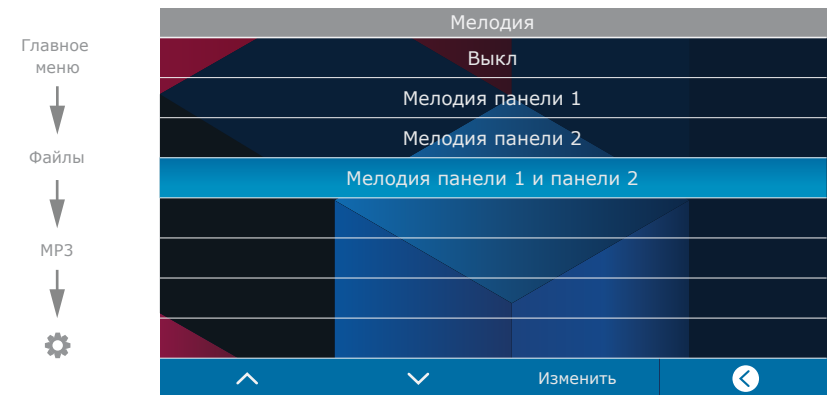 Главное
меню
Файлы
MP3
Мелодия
Выкл
Мелодия панели 1
Мелодия панели 2
Мелодия панели 1 и панели 2
Изменить